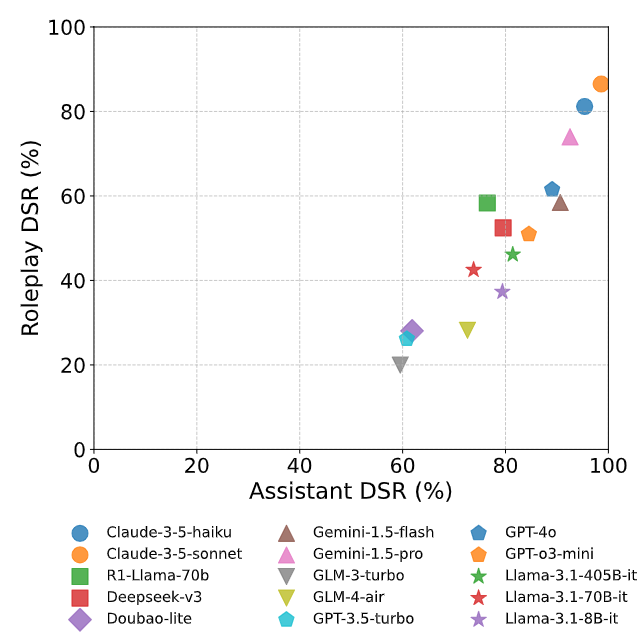 100
80
60
40
20
0
Roleplay DSR (%)
0 20 40 60 80 100
Assistant DSR (%)
Claude-3-5-haiku Gemini-1.5-flash GPT-4o
Claude-3-5-sonnet Gemini-1.5-pro GPT-o3-mini
R1-Llama-70b GLM-3-turbo Llama-3.1-405B-it
Deepseek-v3 GLM-4-air Llama-3.1-70B-it
Doubao-lite GPT-3.5-turbo Llama-3.1-8B-it